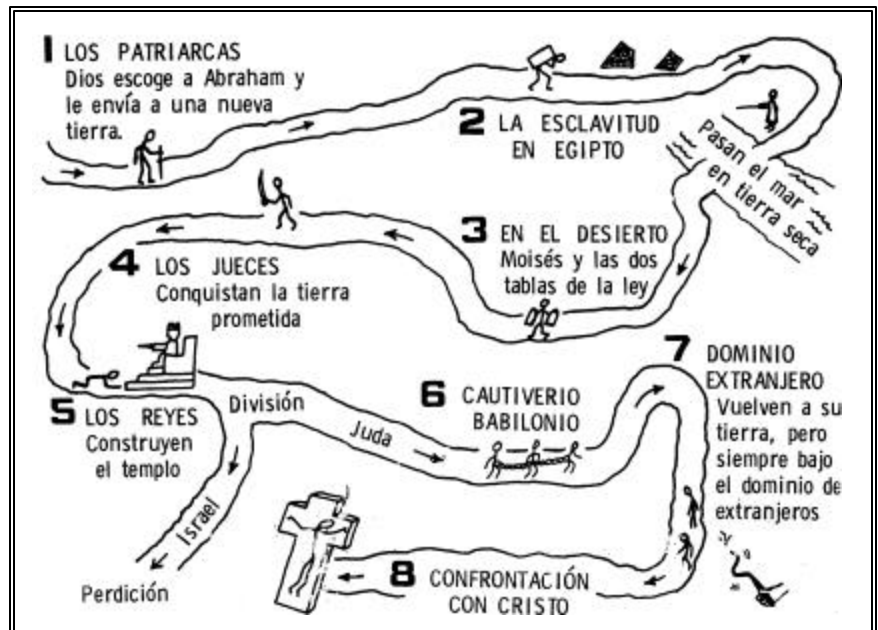 1 LOS PATRIARCAS
Dios escoge a Abraham y
le envía a una nueva
tierra.
2 LA ESCLAVITUD
EN EGIPTO
Pasan el mar
en tierra seca
3 EN EL DESIERTO
Moisés y las dos
tablas de la ley
4 LOS JUECES
Conquistan la tierra
prometida
5 LOS REYES
Construyen
el templo
División
Israel
Perdición
Juda
6 CAUTIVERIO
BABILONIO
7 DOMINIO
EXTRANJERO
Vuelven a su
tierra, pero
siempre bajo
el dominio de
extranjeros
8 CONFRONTACIÓN
CON CRISTO